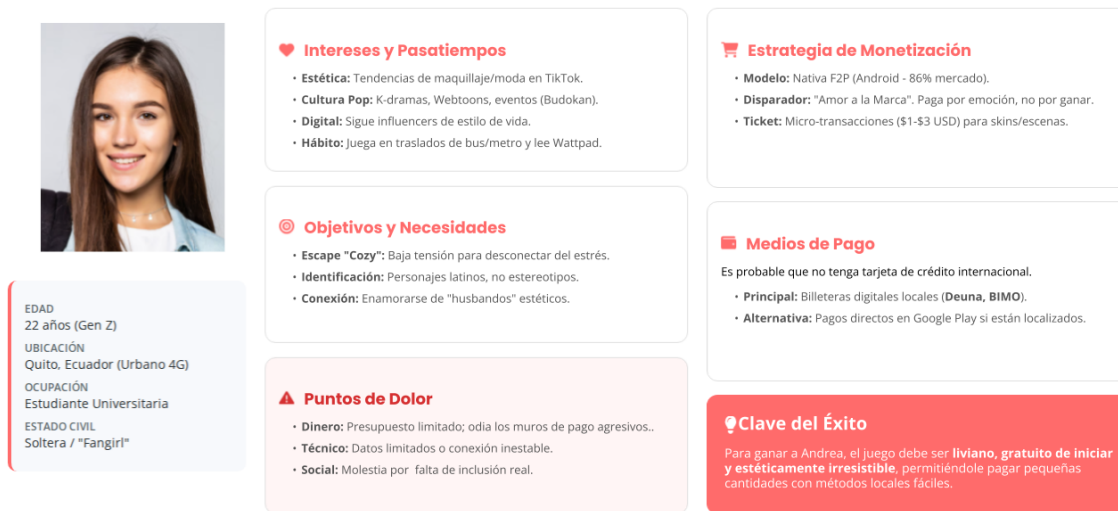 EDAD
22 años (Gen Z)
UBICACIÓN
Quito, Ecuador (Urbano 4G)
OCUPACIÓN
Estudiante Universitaria
ESTADO CIVIL
Soltera / "Fangirl"
Intereses y Pasatiempos
• Estética: Tendencias de maquillaje/moda en TikTok.
• Cultura Pop: K-dramas, Webtoons, eventos (Budokan).
• Digital: Sigue influencers de estilo de vida.
• Hábito: Juega en traslados de bus/metro y lee Wattpad.
Objetivos y Necesidades
• Escape "Cozy": Baja tensión para desconectar del estrés.
• Identificación: Personajes latinos, no estereotipos.
• Conexión: Enamorarse de "husbandos" estéticos.
Puntos de Dolor
• Dinero: Presupuesto limitado; odia los muros de pago agresivos..
• Técnico: Datos limitados o conexión inestable.
• Social: Molestia por falta de inclusión real.
Estrategia de Monetización
• Modelo: Nativa F2P (Android - 86% mercado).
• Disparador: "Amor a la Marca". Paga por emoción, no por ganar.
• Ticket: Micro-transacciones ($1-$3 USD) para skins/escenas.
Medios de Pago
Es probable que no tenga tarjeta de crédito internacional.
• Principal: Billeteras digitales locales (Deuna, BIMO).
• Alternativa: Pagos directos en Google Play si están localizados.
Clave del Éxito
Para ganar a Andrea, el juego debe ser liviano, gratuito de iniciar
y estéticamente irresistible, permitiéndole pagar pequeñas
cantidades con métodos locales fáciles.